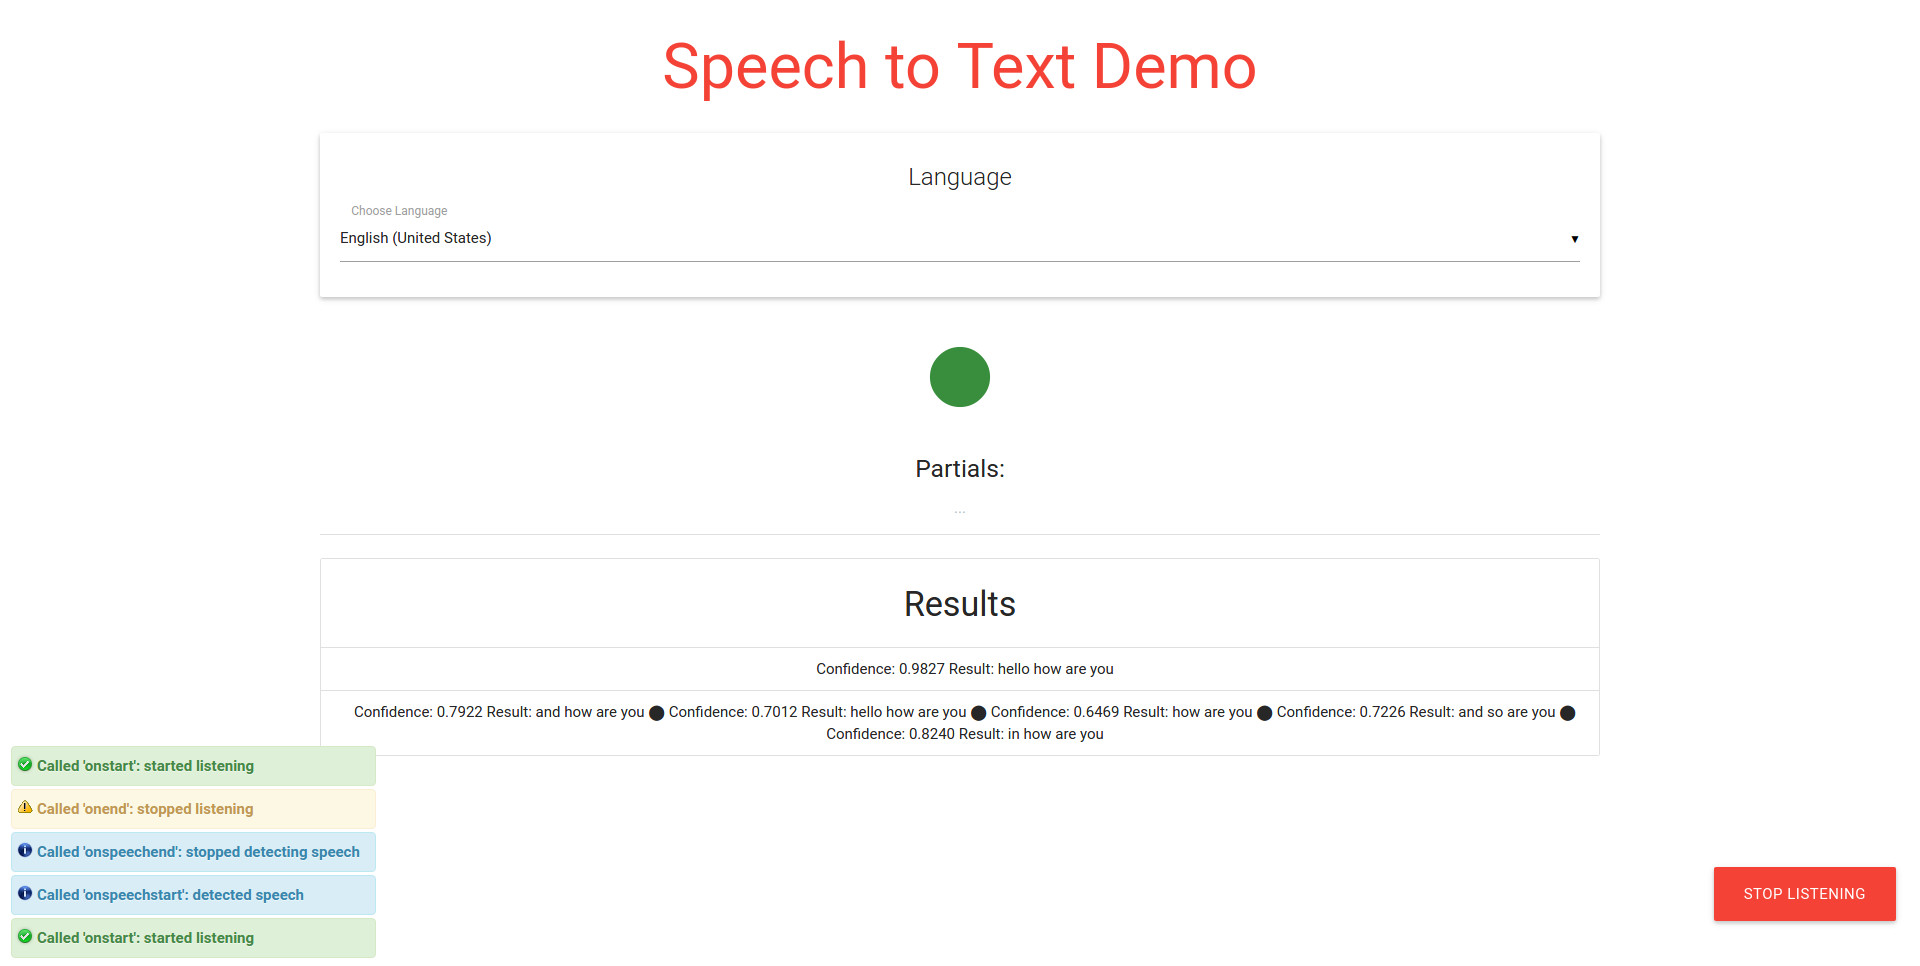 Speech to Text Demo
Language
Choose Language
English (United States)
Partials:
...
Results
Confidence: 0.9827 Result: hello how are you
Confidence: 0.7922 Result: and how are you ⬤ Confidence: 0.7012 Result: hello how are you ⬤ Confidence: 0.6469 Result: how are you ⬤ Confidence: 0.7226 Result: and so are you ⬤
Confidence: 0.8240 Result: in how are you
Called 'onstart': started listening
Called 'onend': stopped listening
Called 'onspeechend': stopped detecting speech
Called 'onspeechstart': detected speech
Called 'onstart': started listening
STOP LISTENING